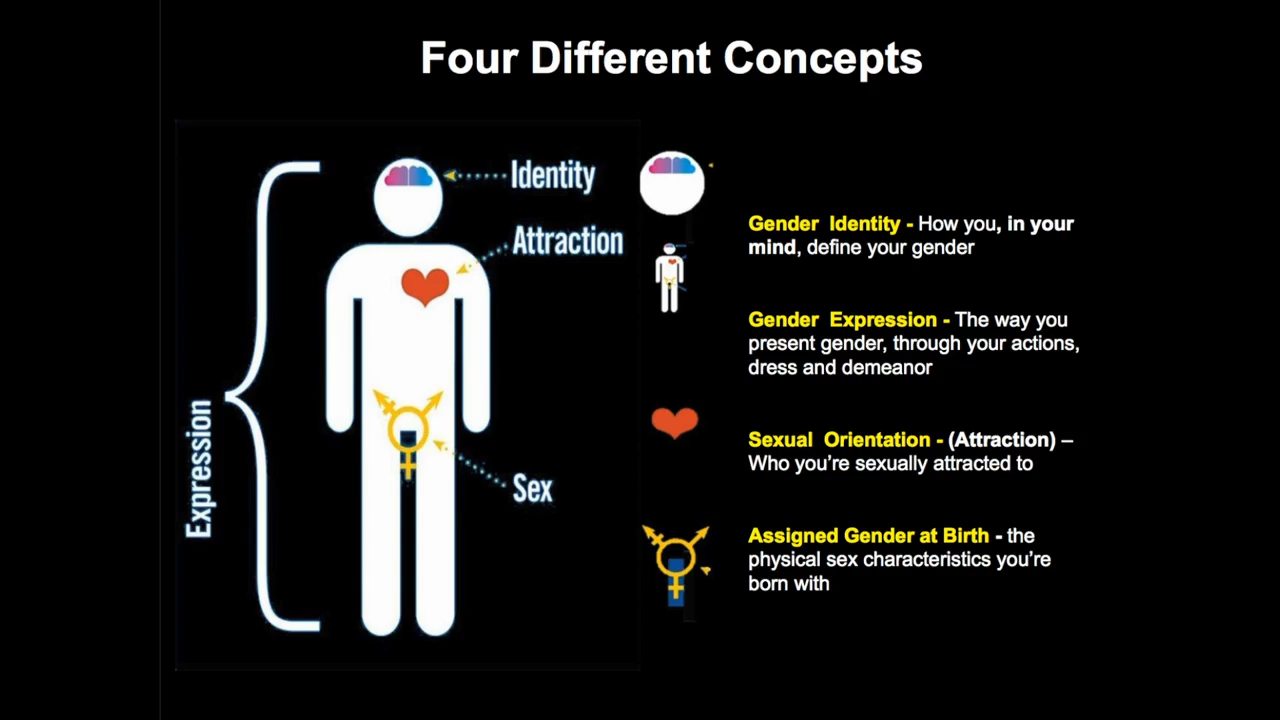 Four Different Concepts
Identity
Attraction
Expression
Sex
Gender Identity - How you, in your
mind, define your gender
Gender Expression - The way you
present gender, through your actions,
dress and demeanor
Sexual Orientation - (Attraction) –
Who you’re sexually attracted to
Assigned Gender at Birth - the
physical sex characteristics you’re
born with